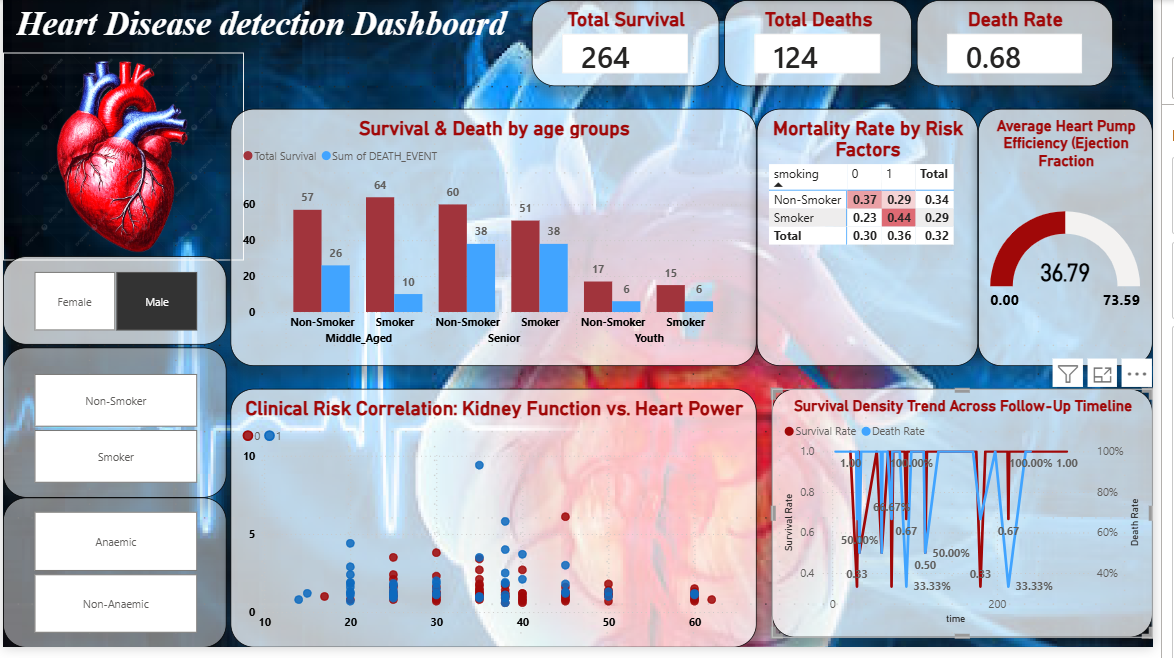 Heart Disease detection Dashboard
Total Survival
264
Total Deaths
124
Death Rate
0.68
Female
Male
Non-Smoker
Smoker
Anaemic
Non-Anaemic
Survival & Death by age groups
Total Survival
Sum of DEATH_EVENT
60
40
20
0
57
26
64
10
60
38
51
38
17
6
15
6
Non-Smoker
Smoker
Non-Smoker
Smoker
Non-Smoker
Smoker
Middle_Aged
Senior
Youth
Mortality Rate by Risk
Factors
smoking 0 1 Total
Non-Smoker 0.37 0.29 0.34
Smoker 0.23 0.44 0.29
Total 0.30 0.36 0.32
Average Heart Pump
Efficiency (Ejection
Fraction
36.79
0.00
73.59
Clinical Risk Correlation: Kidney Function vs. Heart Power
0
1
10
5
0
10
20
30
40
50
60
Survival Density Trend Across Follow-Up Timeline
Survival Rate
Death Rate
Survival Rate
1.0
0.8
0.6
0.4
1.00
100.00%
100.00%
1.00
0.67
0.67
50.00%
0.50
33.33%
33.33%
100%
80%
60%
40%
Death Rate
0
200
time